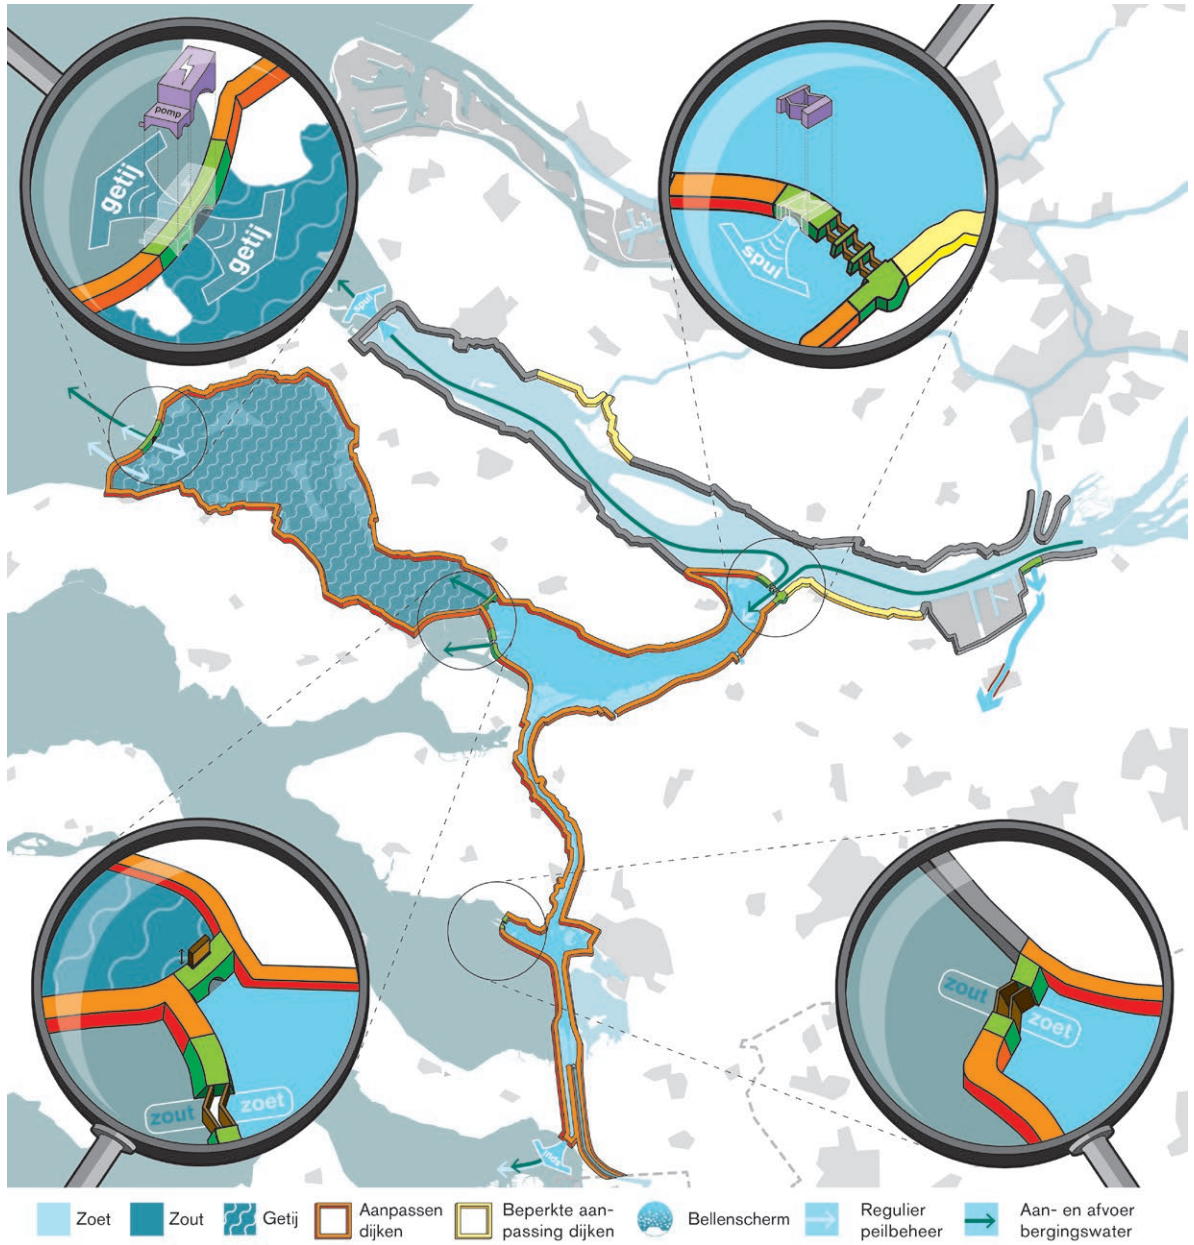 pomp
getij
getij
spui
spui
zout
zoet
zout
zoet
spui
Zoet
Zout
Getij
Aanpassen
dijken
Beperkte aan-
passing dijken
Bellenscherm
Regulier
peilbeheer
Aan- en afvoer
bergingswater